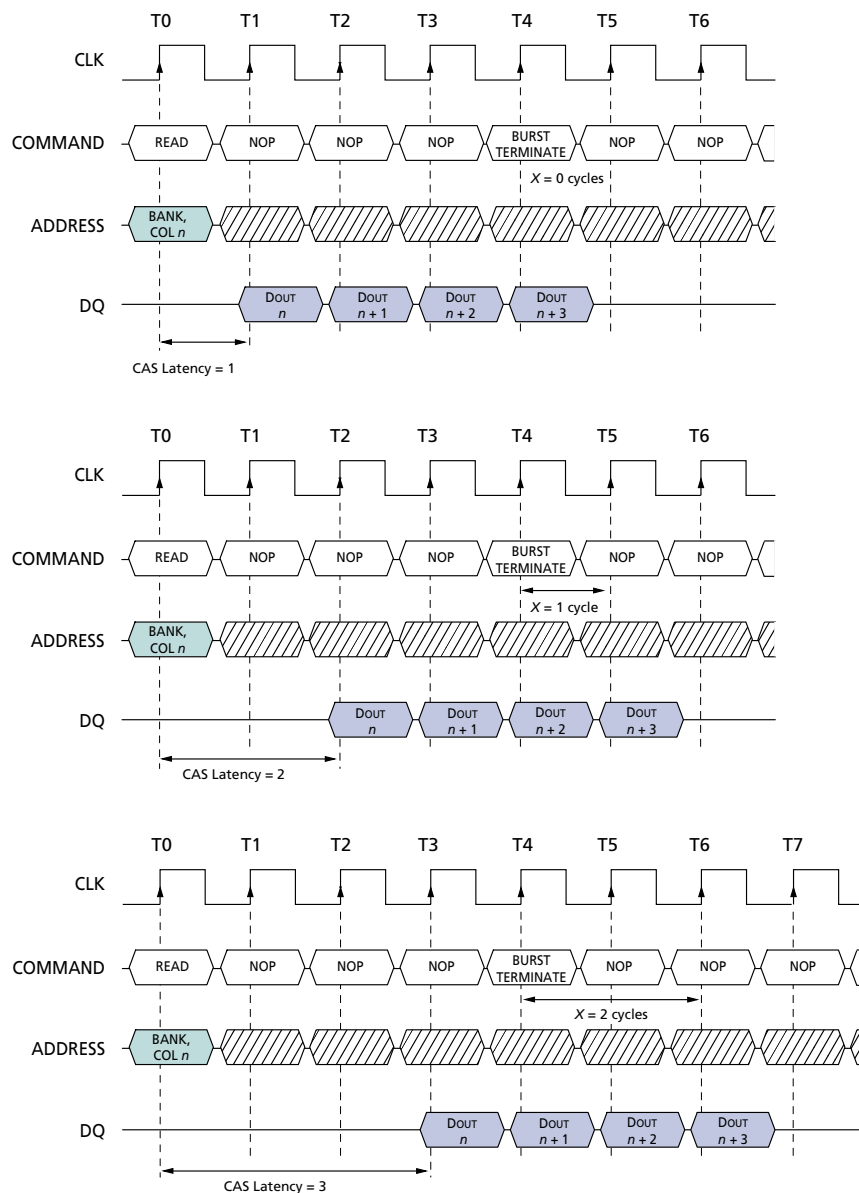 T0 T1 T2 T3 T4 T5 T6
CLK
COMMAND READ NOP NOP NOP BURST TERMINATE NOP NOP
X = 0 cycles
ADDRESS BANK, COL n
DQ DOUT n DOUT n + 1 DOUT n + 2 DOUT n + 3
CAS Latency = 1
T0 T1 T2 T3 T4 T5 T6
CLK
COMMAND READ NOP NOP NOP BURST TERMINATE NOP NOP
X = 1 cycle
ADDRESS BANK, COL n
DQ DOUT n DOUT n + 1 DOUT n + 2 DOUT n + 3
CAS Latency = 2
T0 T1 T2 T3 T4 T5 T6 T7
CLK
COMMAND READ NOP NOP NOP BURST TERMINATE NOP NOP NOP
X = 2 cycles
ADDRESS BANK, COL n
DQ DOUT n DOUT n + 1 DOUT n + 2 DOUT n + 3
CAS Latency = 3